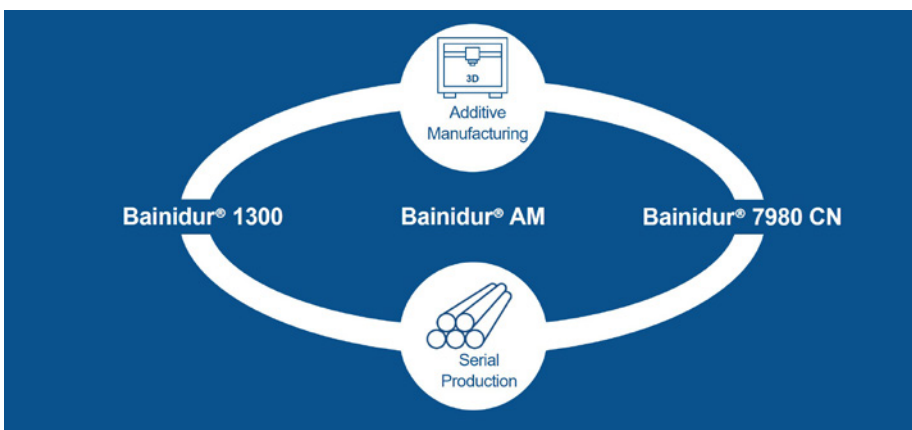 3D
Additive
Manufacturing
Bainidur® 1300
Bainidur® AM
Bainidur® 7980 CN
Serial
Production